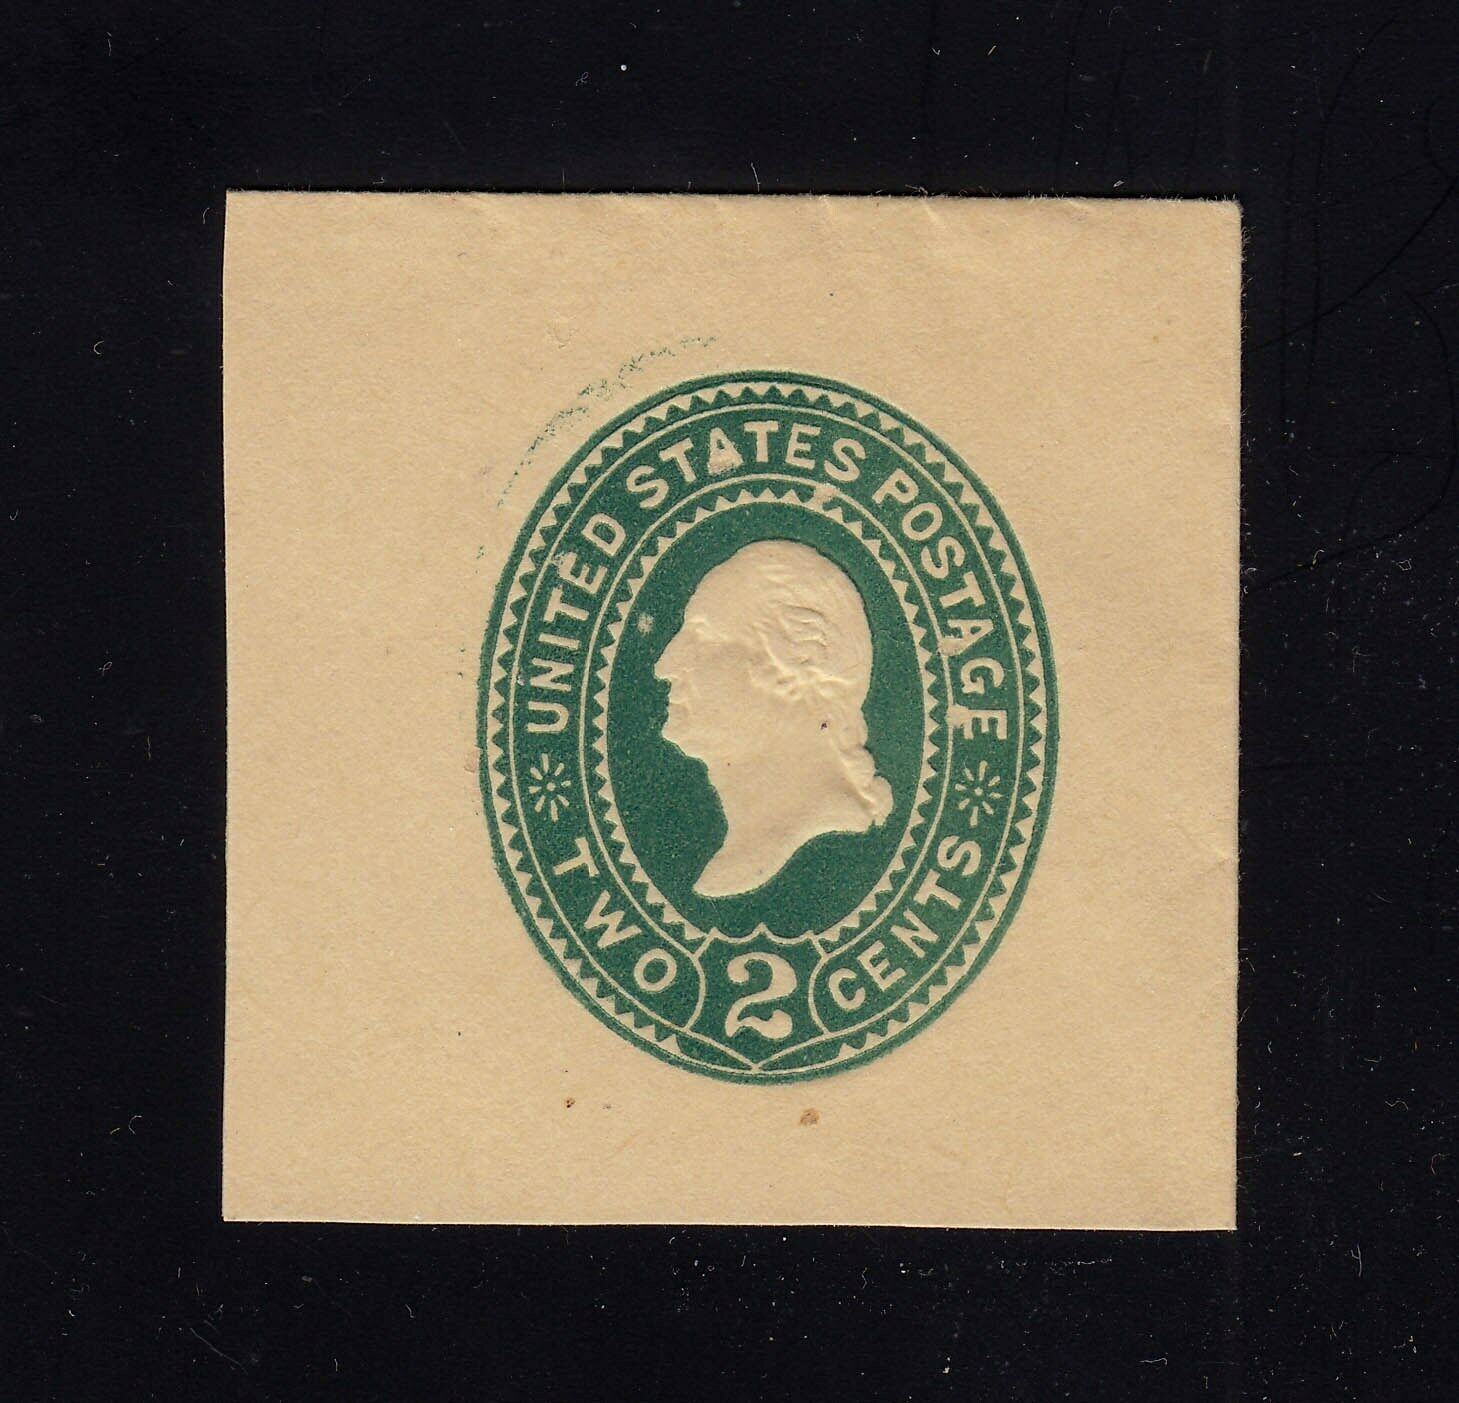 UNITED STATES POSTAGE
TWO CENTS
2